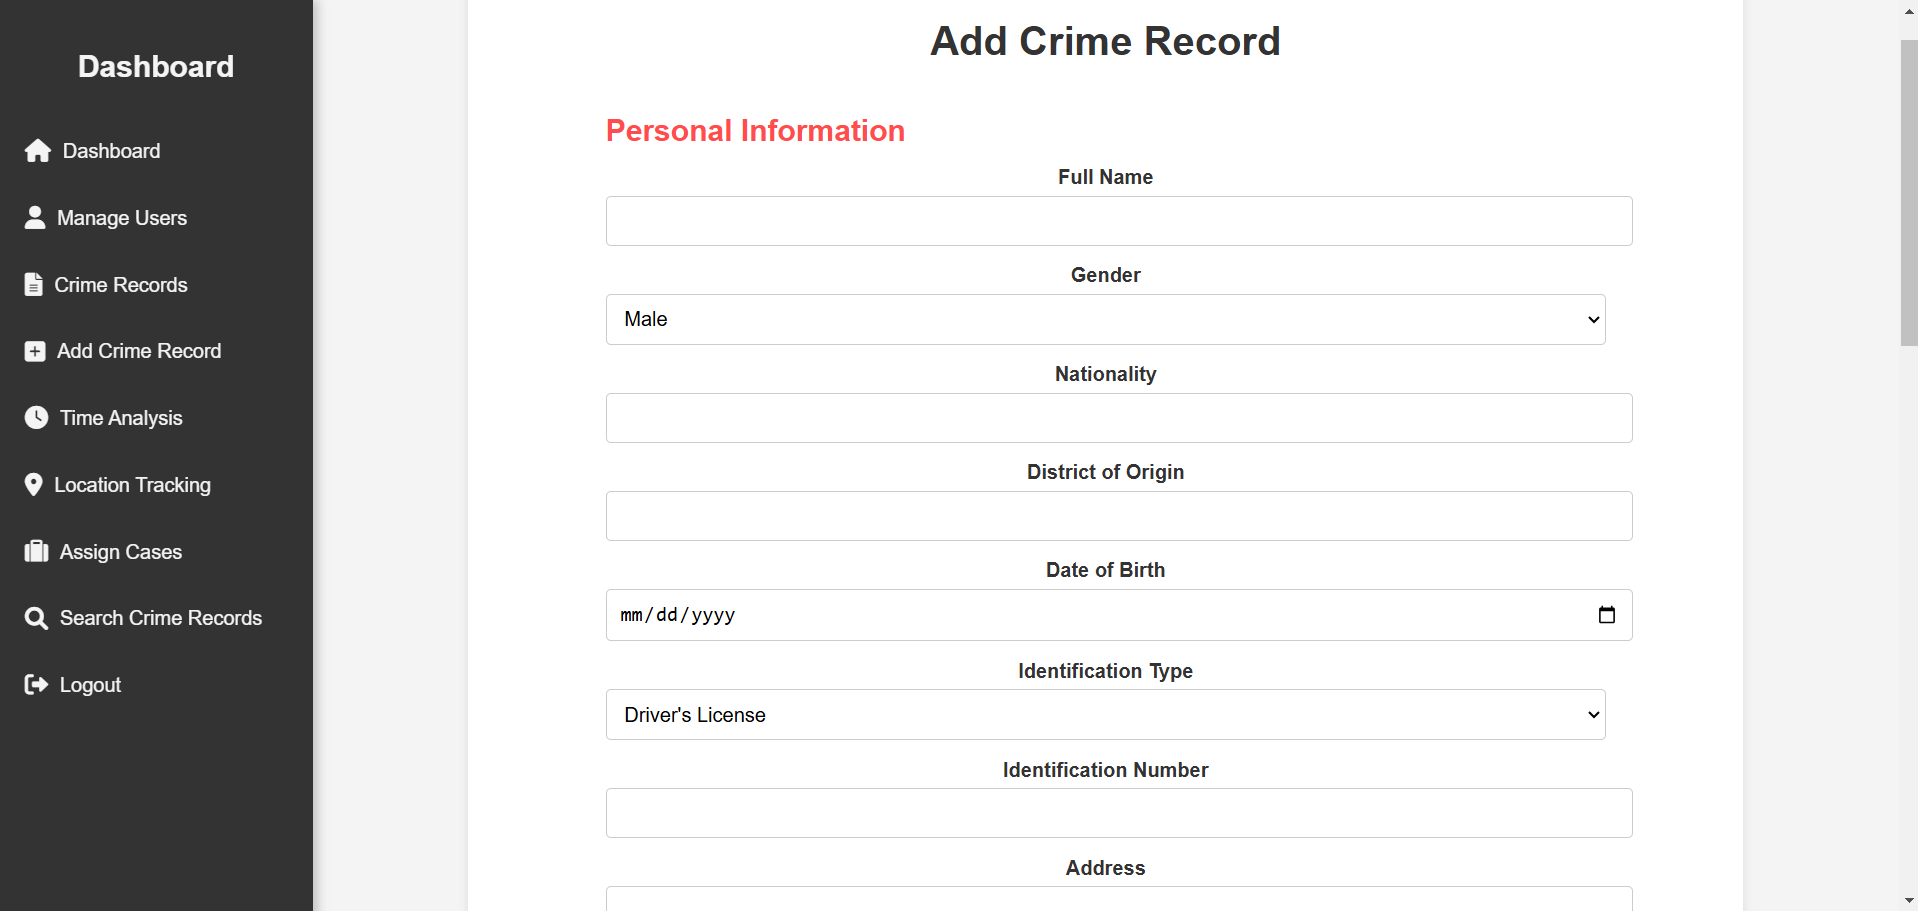 Dashboard
Dashboard
Manage Users
Crime Records
Add Crime Record
Time Analysis
Location Tracking
Assign Cases
Search Crime Records
Logout
Add Crime Record
Personal Information
Full Name
Gender
Male
Nationality
District of Origin
Date of Birth
mm/dd/yyyy
Identification Type
Driver's License
Identification Number
Address